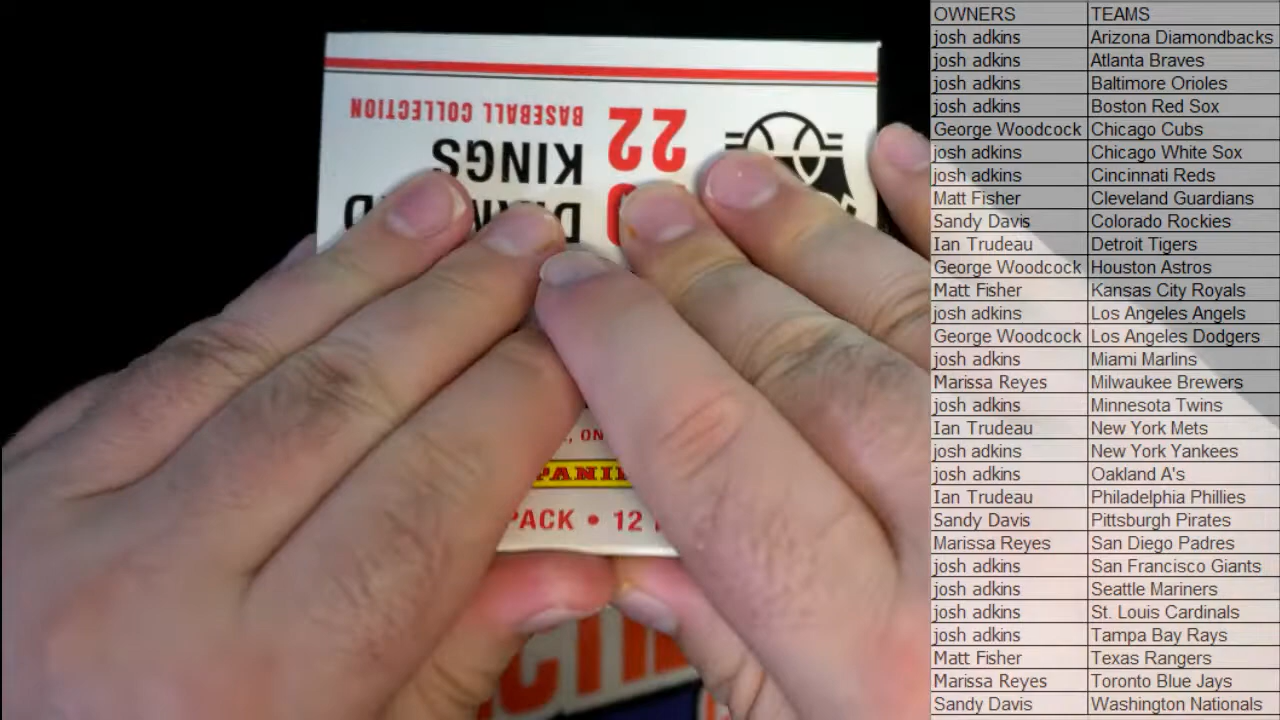 BASEBALL COLLECTION
22
KINGS
, ON
PANI
PACK • 12
OWNERS TEAMS
josh adkins Arizona Diamondbacks
josh adkins Atlanta Braves
josh adkins Baltimore Orioles
josh adkins Boston Red Sox
George Woodcock Chicago Cubs
josh adkins Chicago White Sox
josh adkins Cincinnati Reds
Matt Fisher Cleveland Guardians
Sandy Davis Colorado Rockies
Ian Trudeau Detroit Tigers
George Woodcock Houston Astros
Matt Fisher Kansas City Royals
josh adkins Los Angeles Angels
George Woodcock Los Angeles Dodgers
josh adkins Miami Marlins
Marissa Reyes Milwaukee Brewers
josh adkins Minnesota Twins
Ian Trudeau New York Mets
josh adkins New York Yankees
josh adkins Oakland A's
Ian Trudeau Philadelphia Phillies
Sandy Davis Pittsburgh Pirates
Marissa Reyes San Diego Padres
josh adkins San Francisco Giants
josh adkins Seattle Mariners
josh adkins St. Louis Cardinals
josh adkins Tampa Bay Rays
Matt Fisher Texas Rangers
Marissa Reyes Toronto Blue Jays
Sandy Davis Washington Nationals